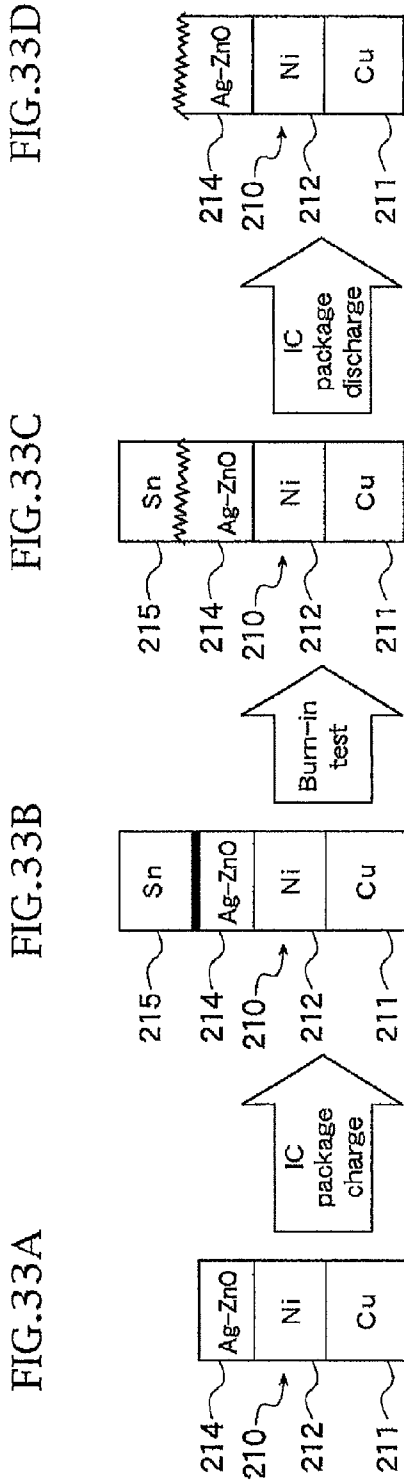 FIG.33A
214
Ag-ZnO
210
Ni
212
Cu
211
IC
package
charge
FIG.33B
215
Sn
214
Ag-ZnO
210
Ni
212
Cu
211
Burn-in
test
FIG.33C
215
Sn
214
Ag-ZnO
210
Ni
212
Cu
211
IC
package
discharge
FIG.33D
214
Ag-ZnO
210
Ni
212
Cu
211